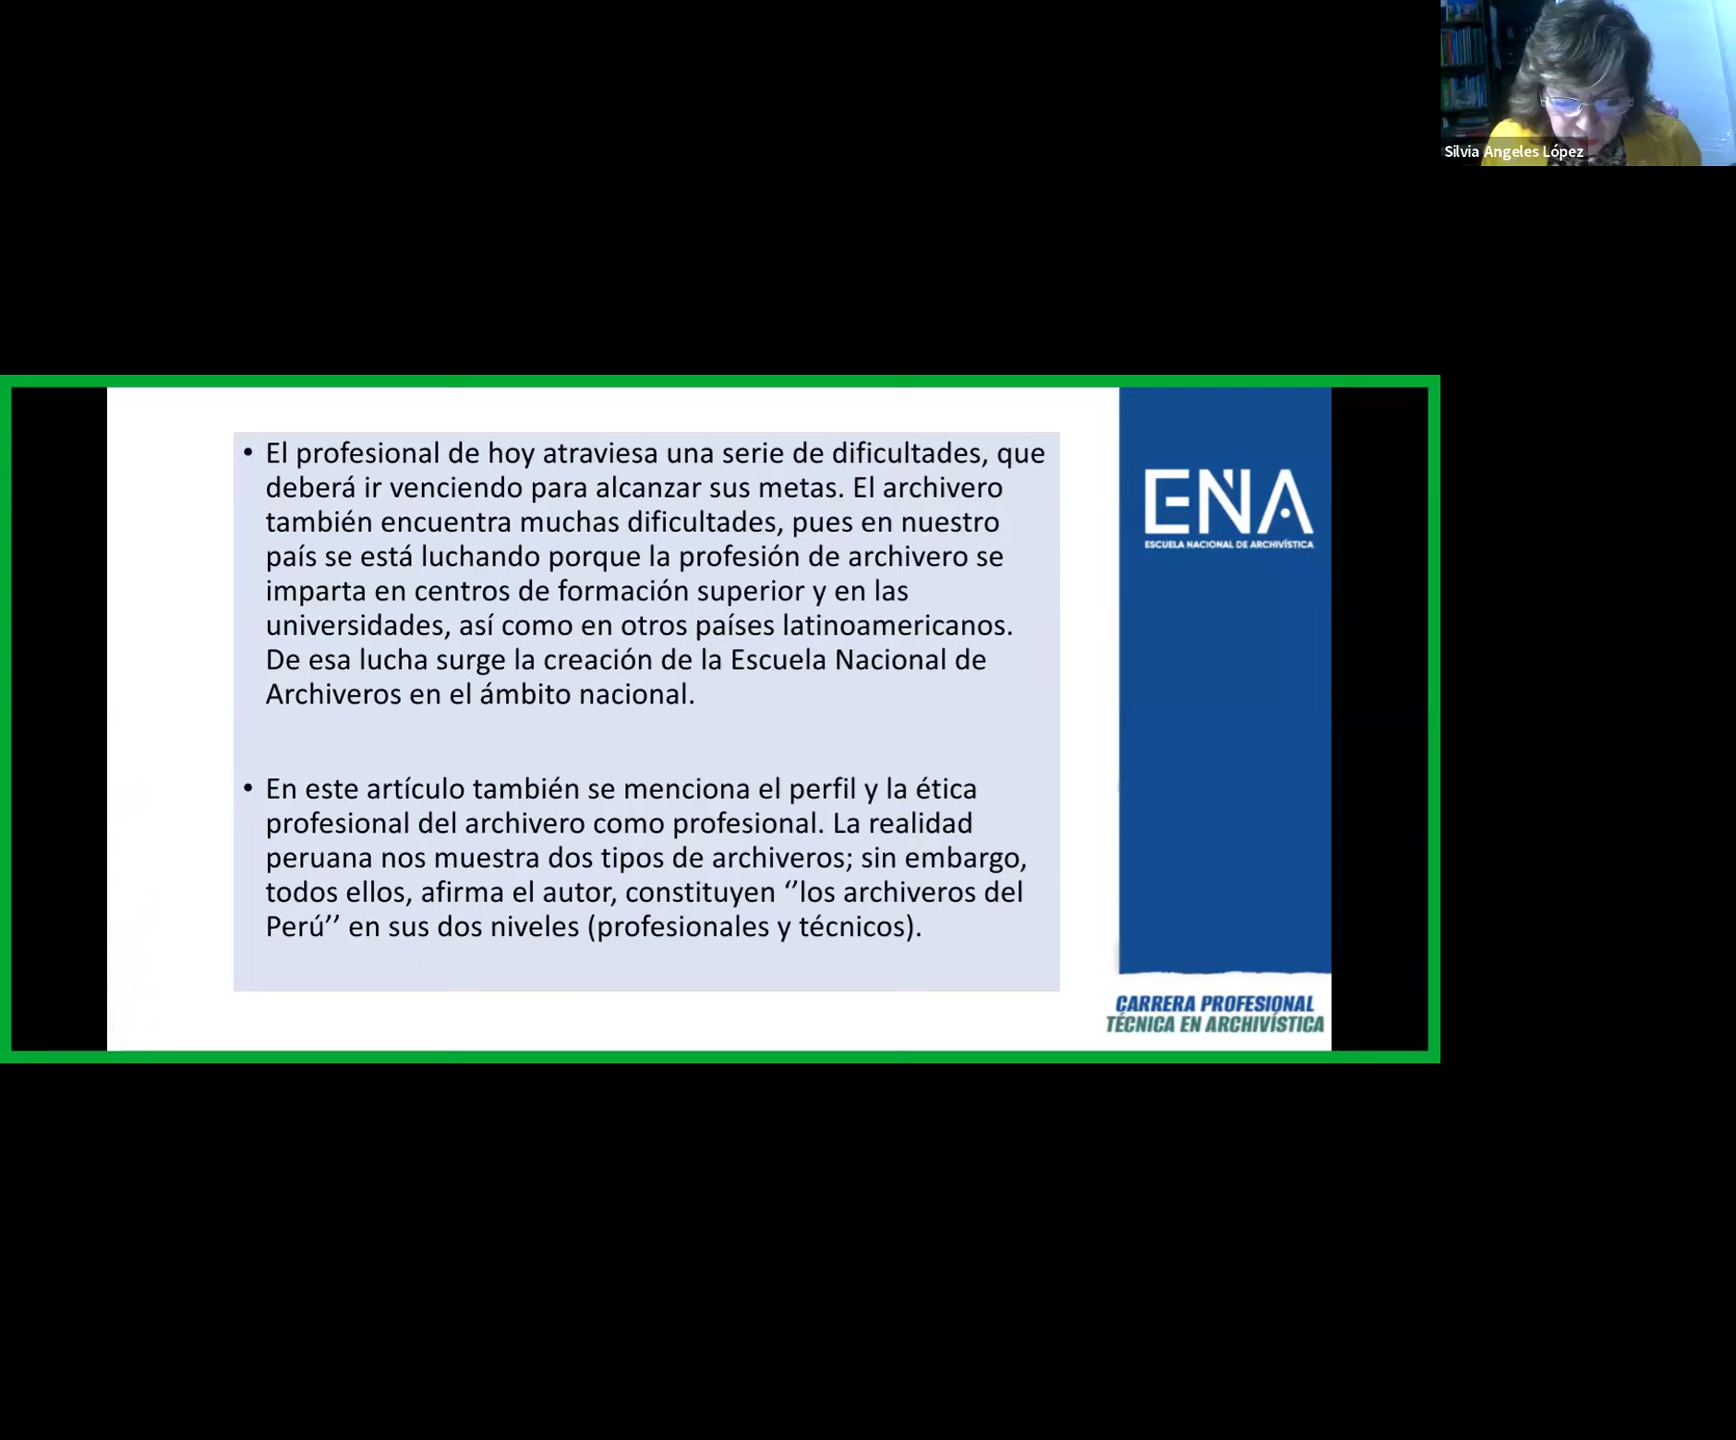 Silvia Angeles López
• El profesional de hoy atraviesa una serie de dificultades, que
deberá ir venciendo para alcanzar sus metas. El archivero
también encuentra muchas dificultades, pues en nuestro
país se está luchando porque la profesión de archivero se
imparta en centros de formación superior y en las
universidades, así como en otros países latinoamericanos.
De esa lucha surge la creación de la Escuela Nacional de
Archiveros en el ámbito nacional.
• En este artículo también se menciona el perfil y la ética
profesional del archivero como profesional. La realidad
peruana nos muestra dos tipos de archiveros; sin embargo,
todos ellos, afirma el autor, constituyen ‘’los archiveros del
Perú’’ en sus dos niveles (profesionales y técnicos).
ENA
ESCUELA NACIONAL DE ARCHIVÍSTICA
CARRERA PROFESIONAL
TÉCNICA EN ARCHIVÍSTICA